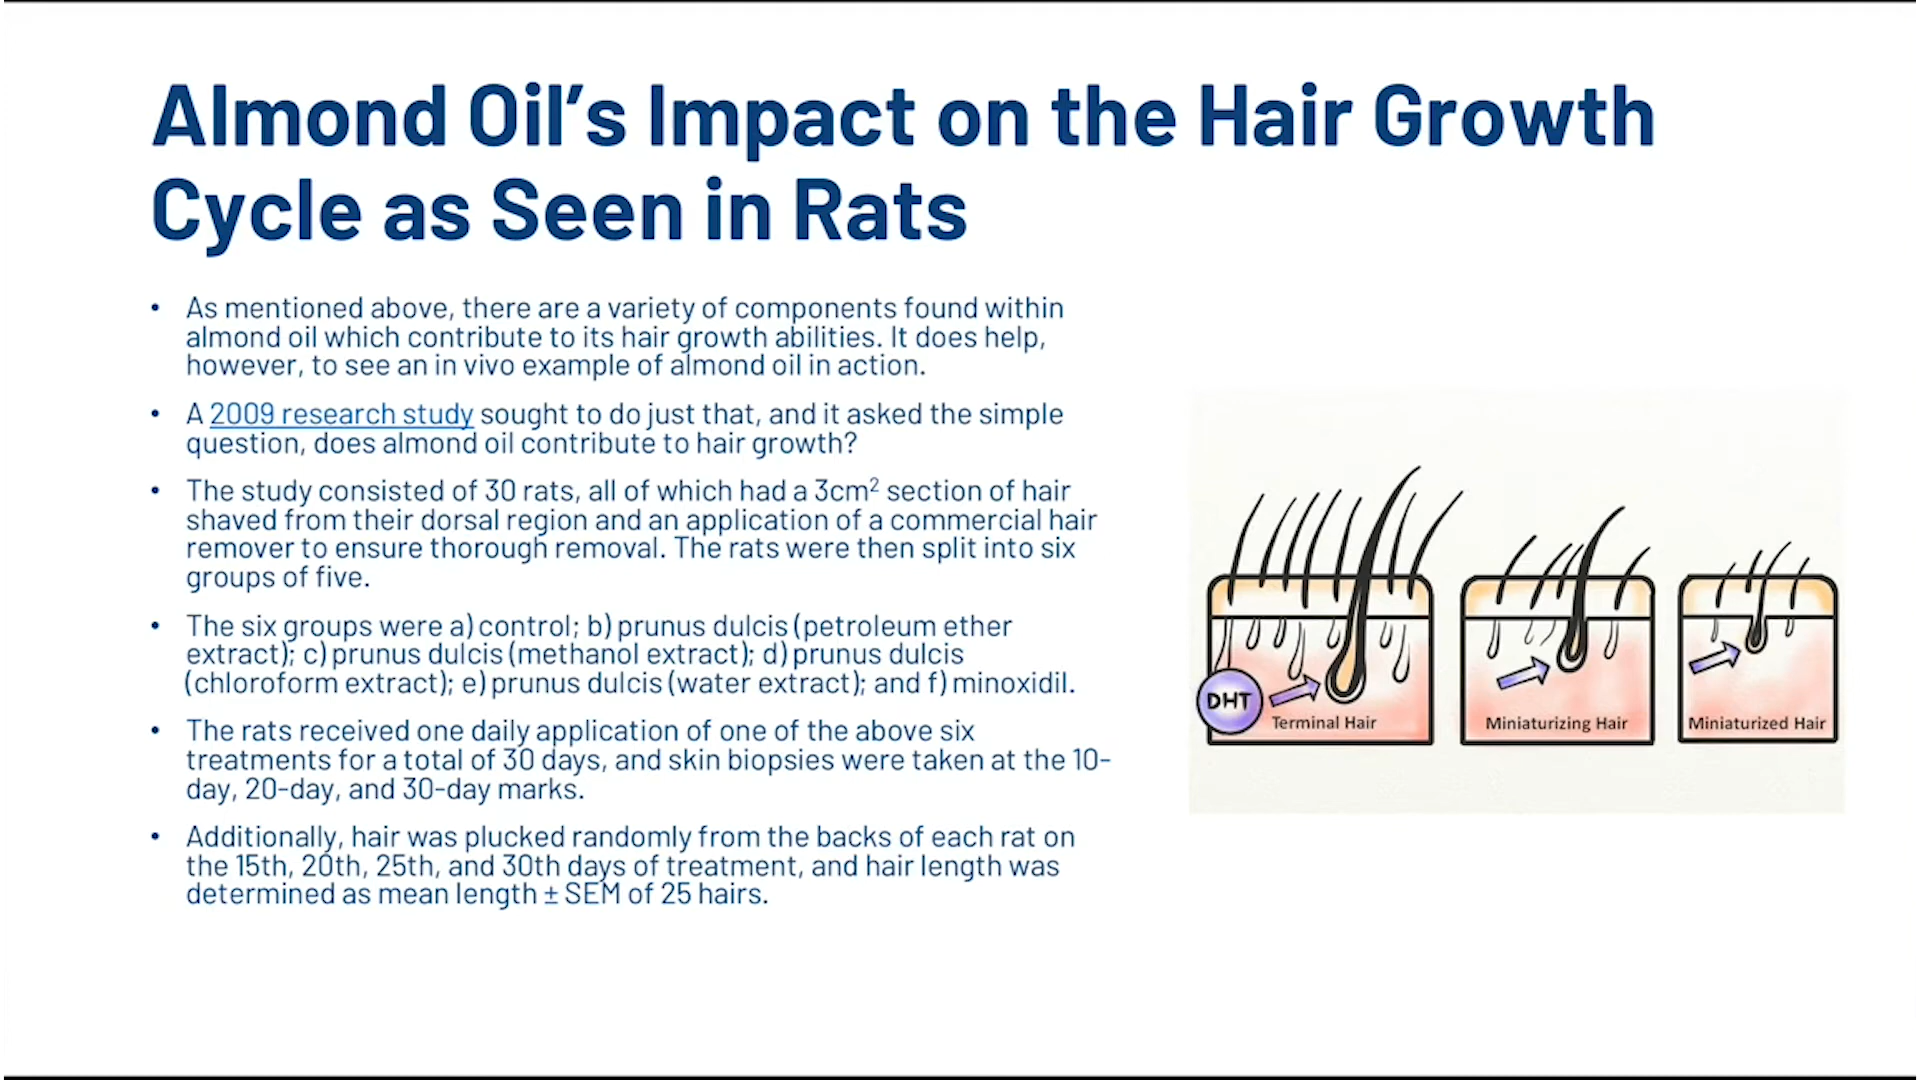 Almond Oil’s Impact on the Hair Growth
Cycle as Seen in Rats
• As mentioned above, there are a variety of components found within
almond oil which contribute to its hair growth abilities. It does help,
however, to see an in vivo example of almond oil in action.
• A 2009 research study sought to do just that, and it asked the simple
question, does almond oil contribute to hair growth?
• The study consisted of 30 rats, all of which had a 3cm² section of hair
shaved from their dorsal region and an application of a commercial hair
remover to ensure thorough removal. The rats were then split into six
groups of five.
• The six groups were a) control; b) prunus dulcis (petroleum ether
extract); c) prunus dulcis (methanol extract); d) prunus dulcis
(chloroform extract); e) prunus dulcis (water extract); and f) minoxidil.
• The rats received one daily application of one of the above six
treatments for a total of 30 days, and skin biopsies were taken at the 10-
day, 20-day, and 30-day marks.
• Additionally, hair was plucked randomly from the backs of each rat on
the 15th, 20th, 25th, and 30th days of treatment, and hair length was
determined as mean length ± SEM of 25 hairs.
DHT
Terminal Hair
Miniaturizing Hair
Miniaturized Hair